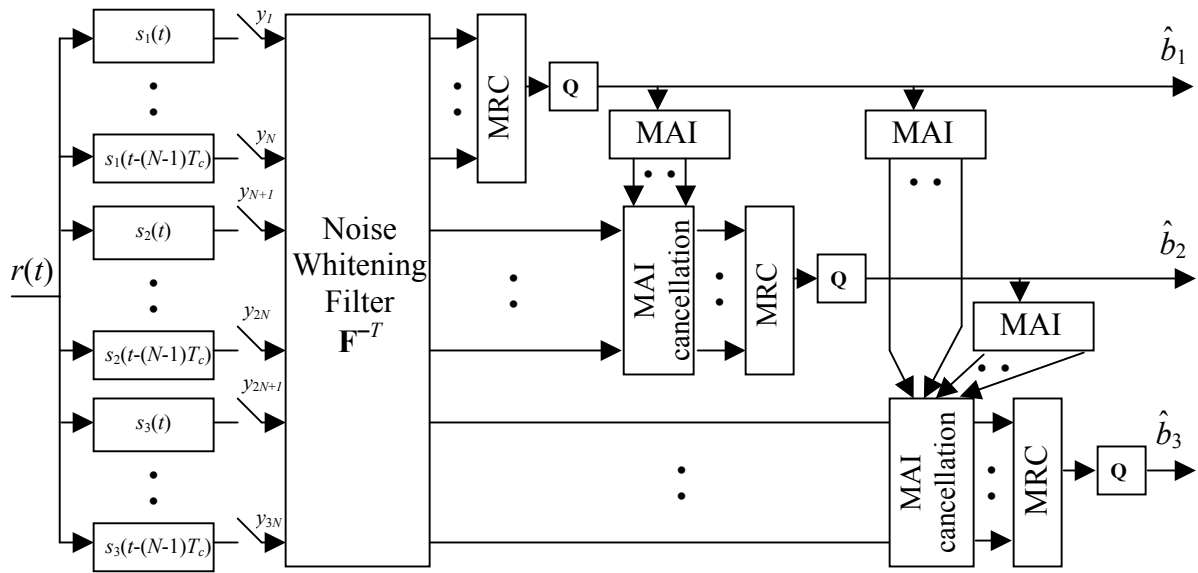 r(t)
s1(t)
s1(t-(N-1)Tc)
s2(t)
s2(t-(N-1)Tc)
s3(t)
s3(t-(N-1)Tc)
y1
yN
yN+1
y2N
y2N+1
y3N
Noise
Whitening
Filter
F−T
MRC
Q
MAI
MAI
b̂1
MAI
cancellation
MRC
Q
b̂2
MAI
MAI
cancellation
MRC
Q
b̂3